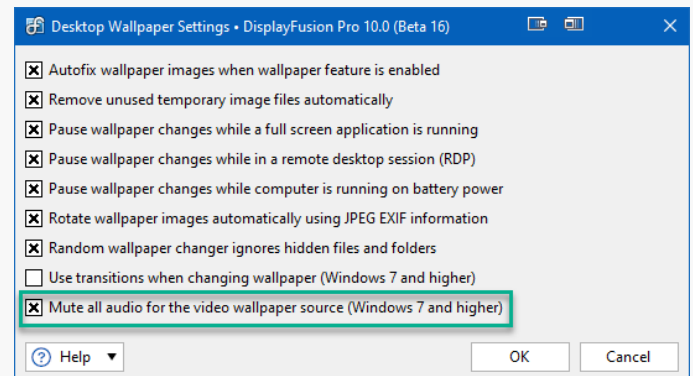 Desktop Wallpaper Settings • DisplayFusion Pro 10.0 (Beta 16)
Autofix wallpaper images when wallpaper feature is enabled
Remove unused temporary image files automatically
Pause wallpaper changes while a full screen application is running
Pause wallpaper changes while in a remote desktop session (RDP)
Pause wallpaper changes while computer is running on battery power
Rotate wallpaper images automatically using JPEG EXIF information
Random wallpaper changer ignores hidden files and folders
Use transitions when changing wallpaper (Windows 7 and higher)
Mute all audio for the video wallpaper source (Windows 7 and higher)
Help OK Cancel